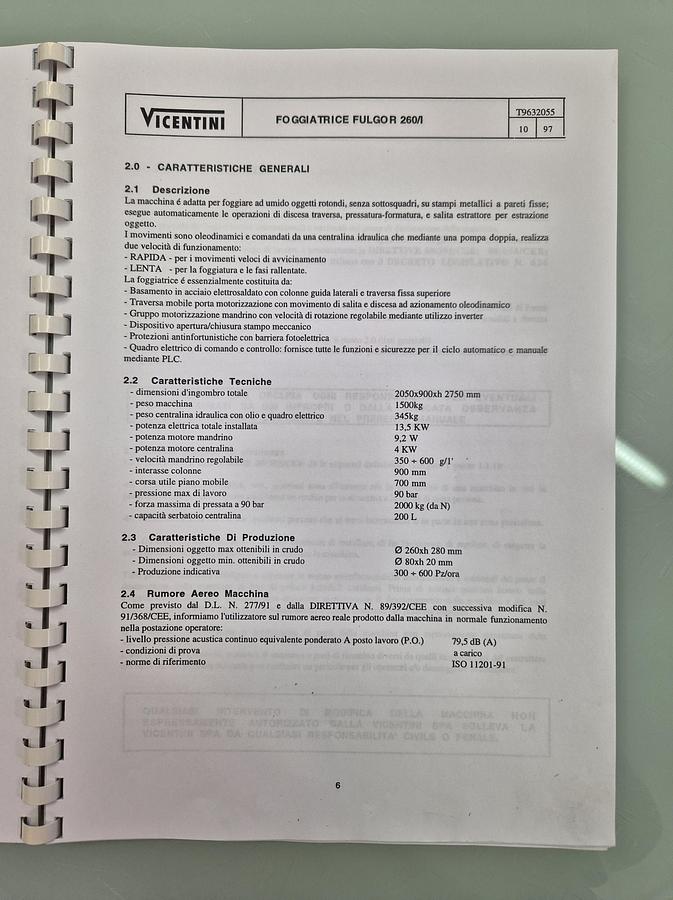 VICENTINI
FOGGIATRICE FULGOR 260/I
T9632055
10 97
2.0 - CARATTERISTICHE GENERALI
2.1 Descrizione
La macchina é adatta per foggiare ad umido oggetti rotondi, senza sottosquadri, su stampi metallici a pareti fisse;
esegue automaticamente le operazioni di discesa traversa, pressatura-formatura, e salita estrattore per estrazione
oggetto.
I movimenti sono oleodinamici e comandati da una centralina idraulica che mediante una pompa doppia, realizza
due velocità di funzionamento:
- RAPIDA - per i movimenti veloci di avvicinamento
- LENTA - per la foggiatura e le fasi rallentate.
La foggiatrice é essenzialmente costituita da:
- Basamento in acciaio elettrosaldato con colonne guida laterali e traversa fissa superiore
- Traversa mobile porta motorizzazione con movimento di salita e discesa ad azionamento oleodinamico
- Gruppo motorizzazione mandrino con velocità di rotazione regolabile mediante utilizzo inverter
- Dispositivo apertura/chiusura stampo meccanico
- Protezioni antinfortunistiche con barriera fotoelettrica
- Quadro elettrico di comando e controllo: fornisce tutte le funzioni e sicurezze per il ciclo automatico e manuale
mediante PLC.
2.2 Caratteristiche Tecniche
- dimensioni d'ingombro totale 2050x900xh 2750 mm
- peso macchina 1500kg
- peso centralina idraulica con olio e quadro elettrico 345kg
- potenza elettrica totale installata 13,5 KW
- potenza motore mandrino 9,2 W
- potenza motore centralina 4 KW
- velocità mandrino regolabile 350 ÷ 600 g/1'
- interasse colonne 900 mm
- corsa utile piano mobile 700 mm
- pressione max di lavoro 90 bar
- forza massima di pressata a 90 bar 2000 kg (da N)
- capacità serbatoio centralina 200 L
2.3 Caratteristiche Di Produzione
- Dimensioni oggetto max ottenibili in crudo Ø 260xh 280 mm
- Dimensioni oggetto min. ottenibili in crudo Ø 80xh 20 mm
- Produzione indicativa 300 ÷ 600 Pz/ora
2.4 Rumore Aereo Macchina
Come previsto dal D.L. N. 277/91 e dalla DIRETTIVA N. 89/392/CEE con successiva modifica N.
91/368/CEE, informiamo l'utilizzatore sul rumore aereo reale prodotto dalla macchina in normale funzionamento
nella postazione operatore:
- livello pressione acustica continuo equivalente ponderato A posto lavoro (P.O.) 79,5 dB (A)
- condizioni di prova a carico
- norme di riferimento ISO 11201-91
6